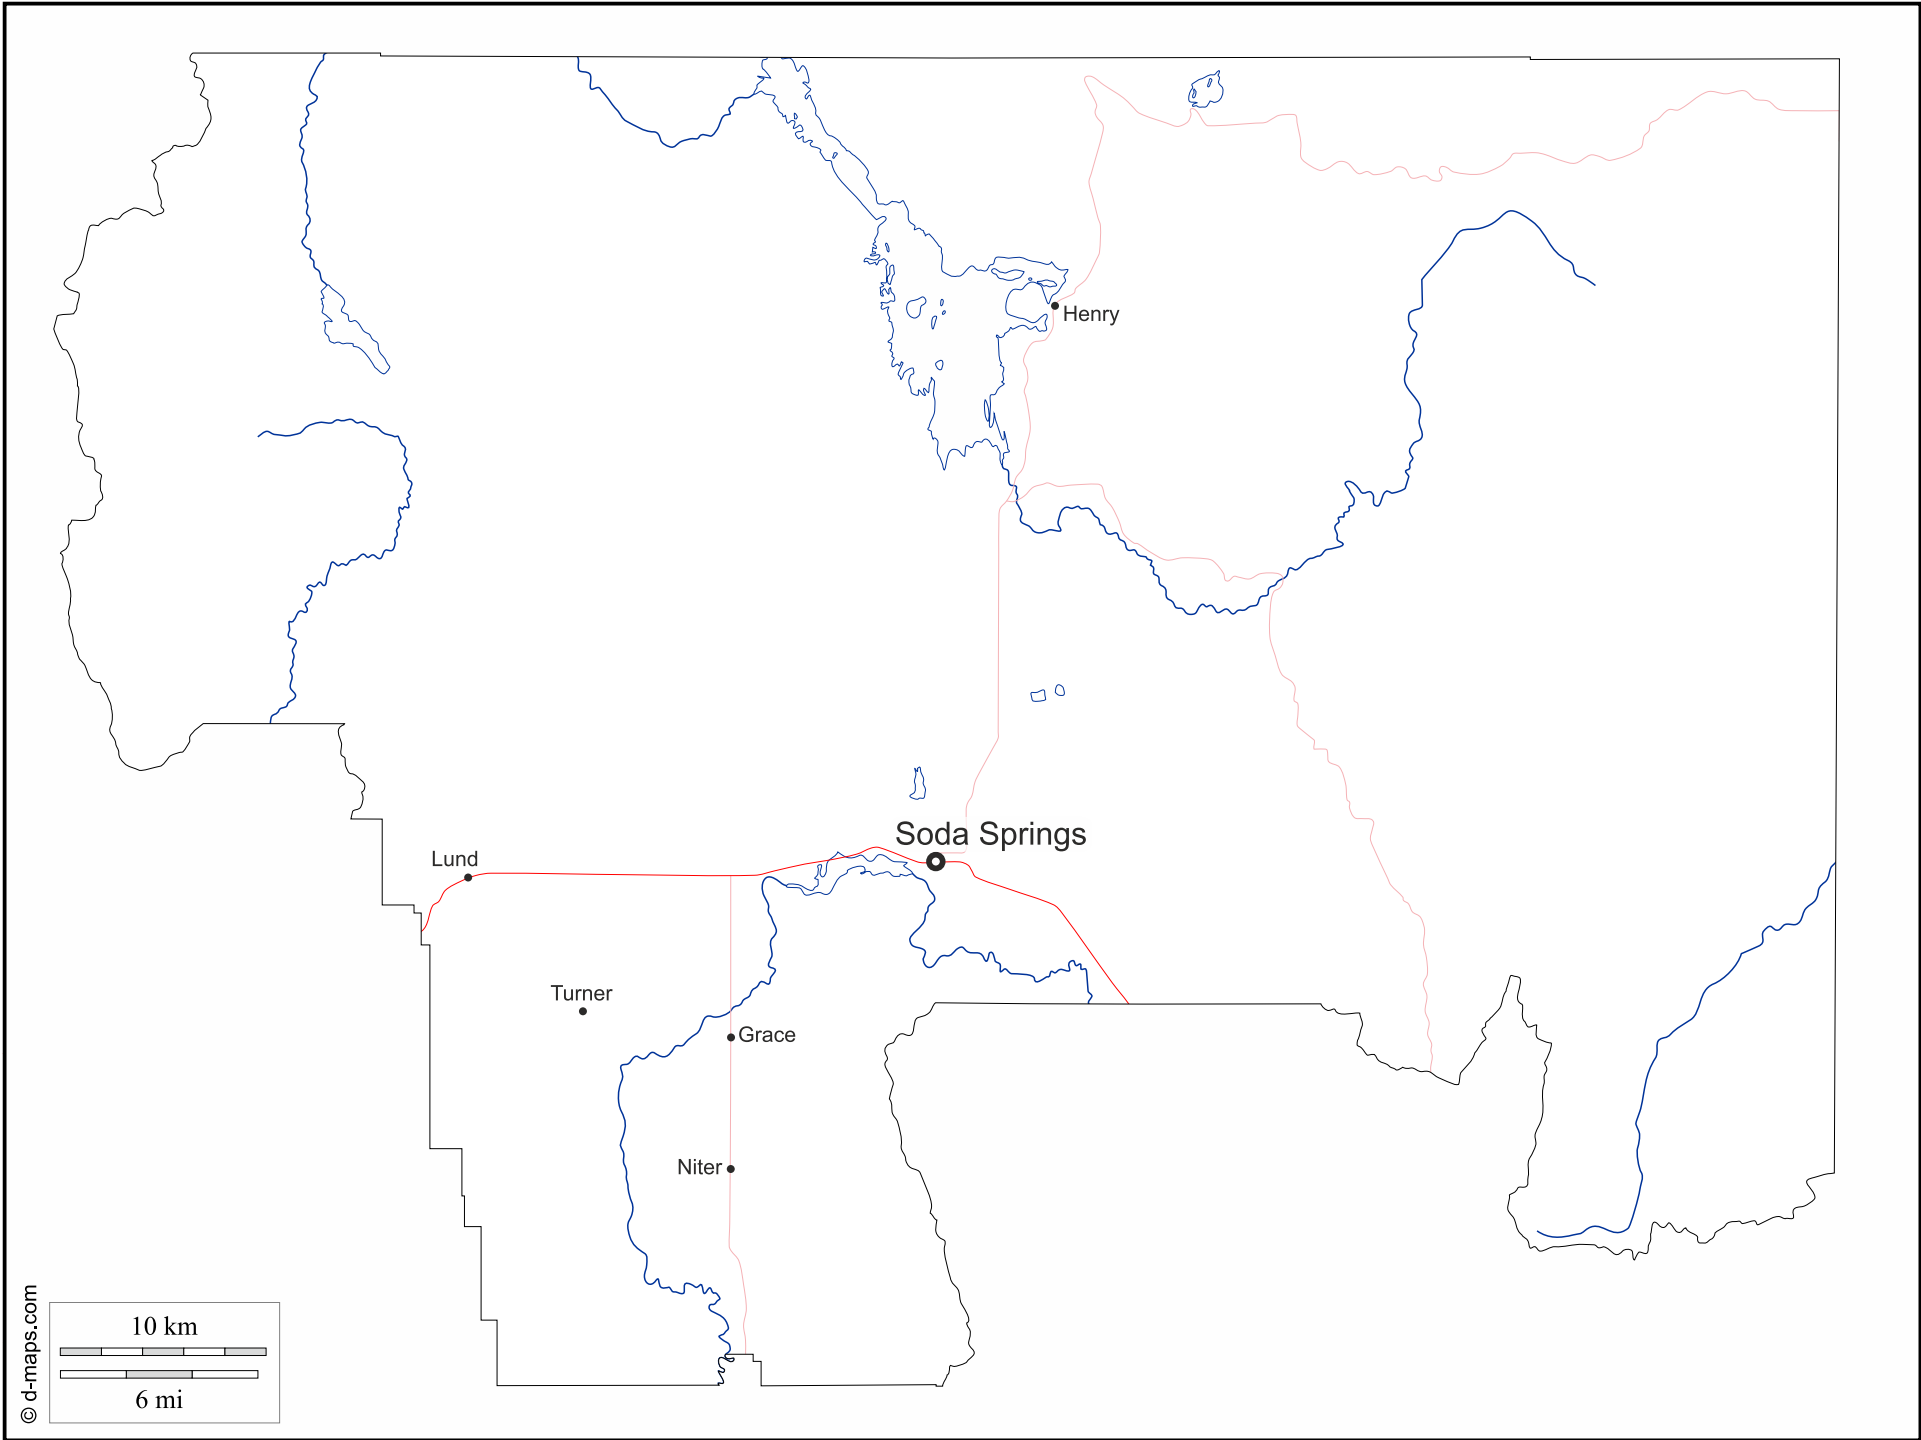 Henry
Soda Springs
Lund
Turner
Grace
Niter
10 km
6 mi
© d-maps.com